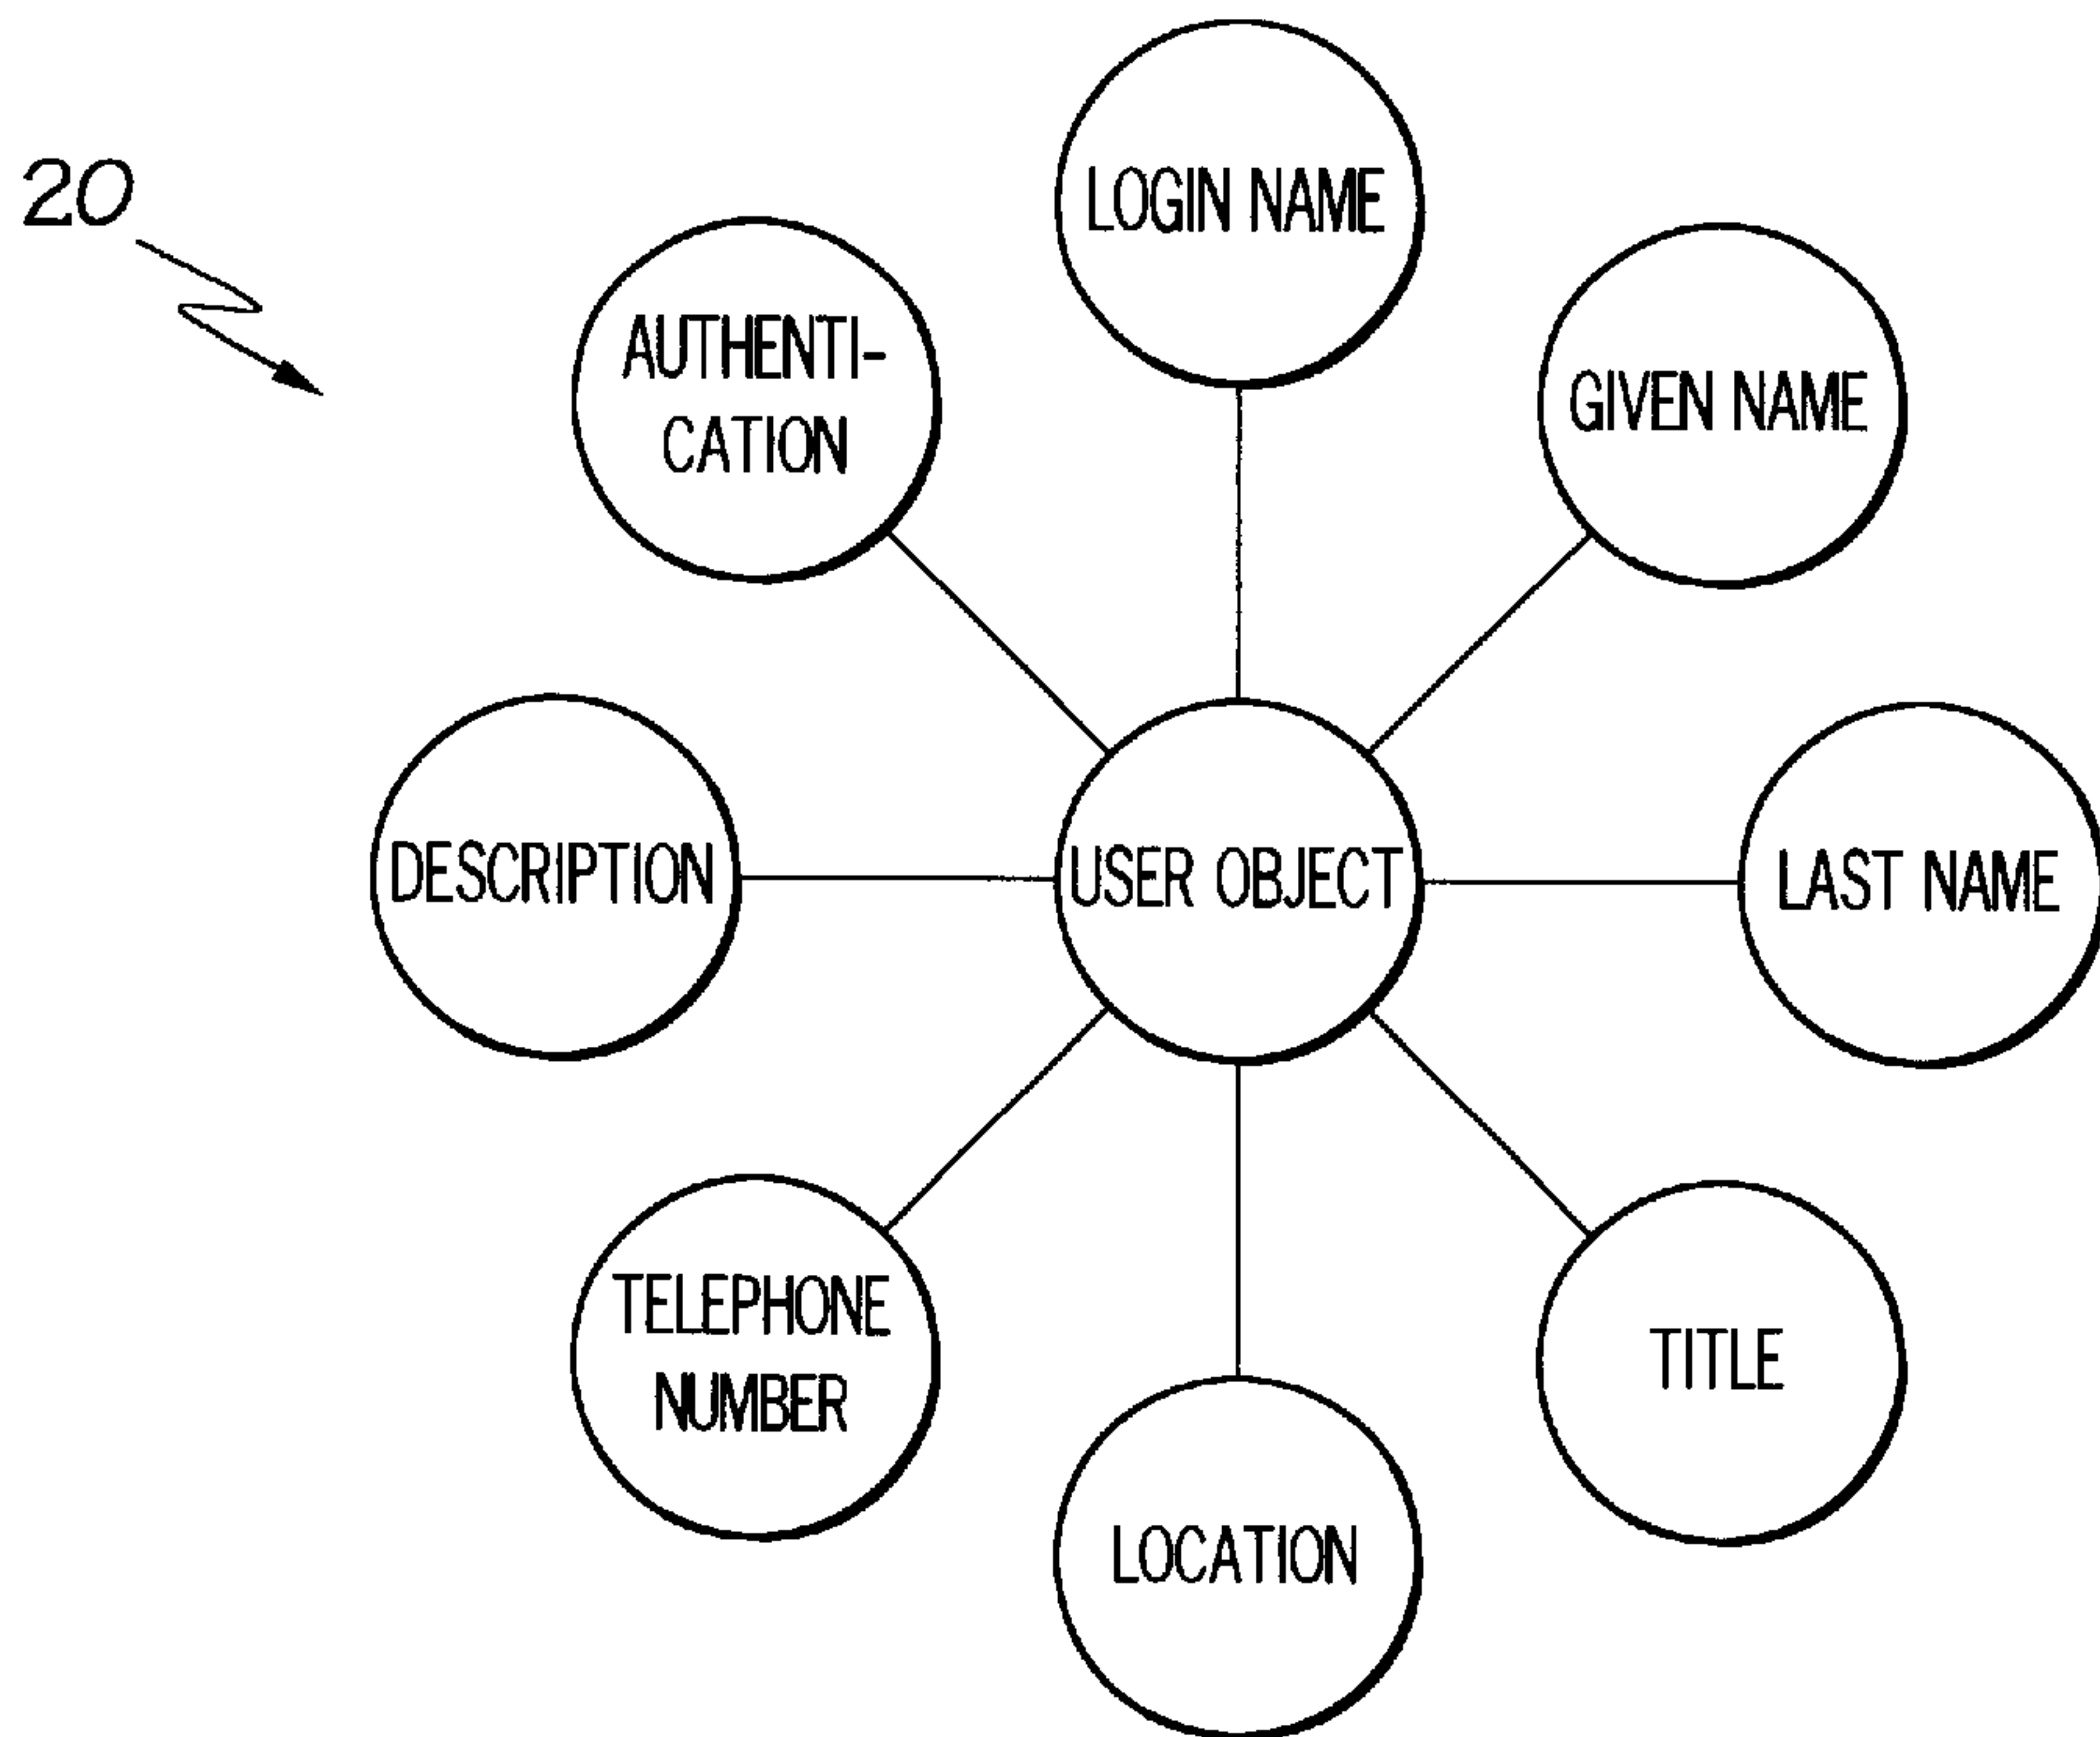 20
LOGIN NAME
AUTHENTI-
CATION
GIVEN NAME
DESCRIPTION
USER OBJECT
LAST NAME
TELEPHONE
NUMBER
TITLE
LOCATION